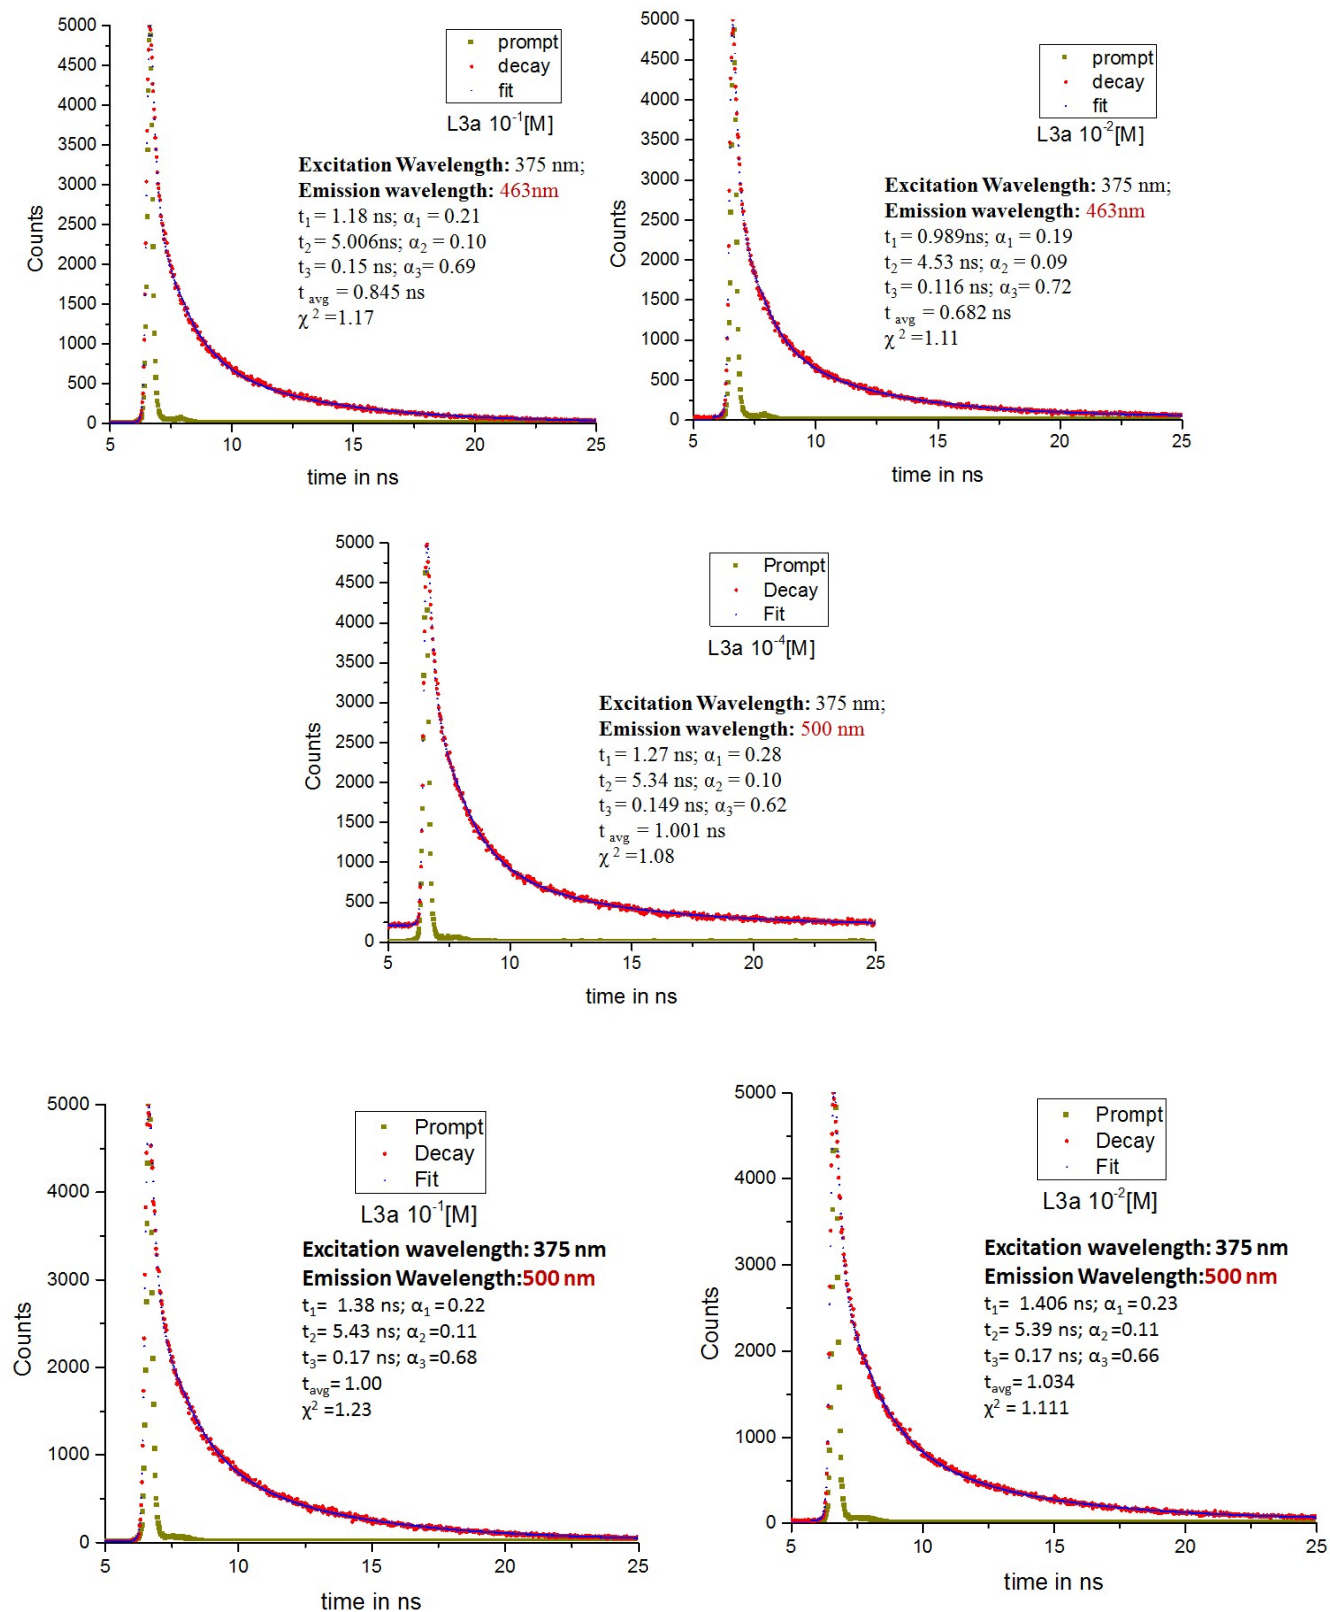 5000
4500
4000
3500
3000
2500
2000
1500
1000
500
0
Counts
5 10 15 20 25
time in ns
prompt
decay
fit
L3a 10⁻¹[M]
Excitation Wavelength: 375 nm;
Emission wavelength: 463nm
t₁ = 1.18 ns; α₁ = 0.21
t₂ = 5.006ns; α₂ = 0.10
t₃ = 0.15 ns; α₃= 0.69
t avg = 0.845 ns
χ² =1.17
5000
4500
4000
3500
3000
2500
2000
1500
1000
500
0
Counts
5 10 15 20 25
time in ns
prompt
decay
fit
L3a 10⁻²[M]
Excitation Wavelength: 375 nm;
Emission wavelength: 463nm
t₁ = 0.989ns; α₁ = 0.19
t₂= 4.53 ns; α₂ = 0.09
t₃= 0.116 ns; α₃= 0.72
t avg = 0.682 ns
χ² =1.11
5000
4500
4000
3500
3000
2500
2000
1500
1000
500
0
Counts
5 10 15 20 25
time in ns
Prompt
Decay
Fit
L3a 10⁻⁴[M]
Excitation Wavelength: 375 nm;
Emission wavelength: 500 nm
t₁= 1.27 ns; α₁ = 0.28
t₂= 5.34 ns; α₂ = 0.10
t₃= 0.149 ns; α₃= 0.62
t avg = 1.001 ns
χ² =1.08
5000
4000
3000
2000
1000
0
Counts
5 10 15 20 25
time in ns
Prompt
Decay
Fit
L3a 10⁻¹[M]
Excitation wavelength: 375 nm
Emission Wavelength:500 nm
t₁= 1.38 ns; α₁ =0.22
t₂= 5.43 ns; α₂ =0.11
t₃= 0.17 ns; α₃ =0.68
tavg= 1.00
χ² =1.23
5000
4000
3000
2000
1000
0
Counts
5 10 15 20 25
time in ns
Prompt
Decay
Fit
L3a 10⁻²[M]
Excitation wavelength: 375 nm
Emission Wavelength:500 nm
t₁= 1.406 ns; α₁ =0.23
t₂= 5.39 ns; α₂ =0.11
t₃= 0.17 ns; α₃ =0.66
tavg= 1.034
χ² = 1.111